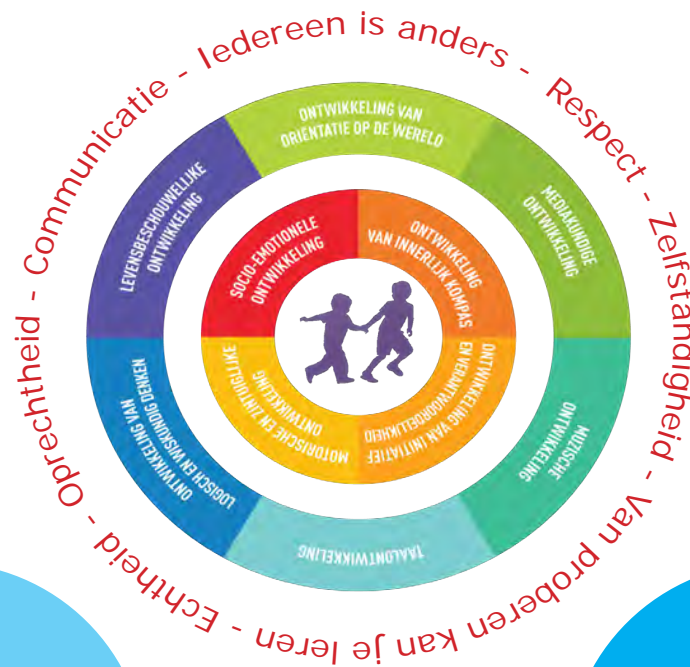 Communicatie - Iedereen is anders - Respect - Zelfstandigheid - Van proberen kan je leren - Echtheid - Oprechtheid -
ONTWIKKELING VAN
ORIËNTATIE OP DE WERELD
MEDIAKUNDIGE
ONTWIKKELING
MUZISCHE
ONTWIKKELING
TAALONTWIKKELING
ONTWIKKELING VAN
LOGISCH EN WISKUNDIG DENKEN
LEVENSBESCHOUWELIJKE
ONTWIKKELING
SOCIO-EMOTIONELE
ONTWIKKELING
ONTWIKKELING
VAN INNERLIJK KOMPAS
ONTWIKKELING VAN INITIATIEF
EN VERANTWOORDELIJKHEID
MOTORISCHE EN ZINTUIGLIJKE
ONTWIKKELING